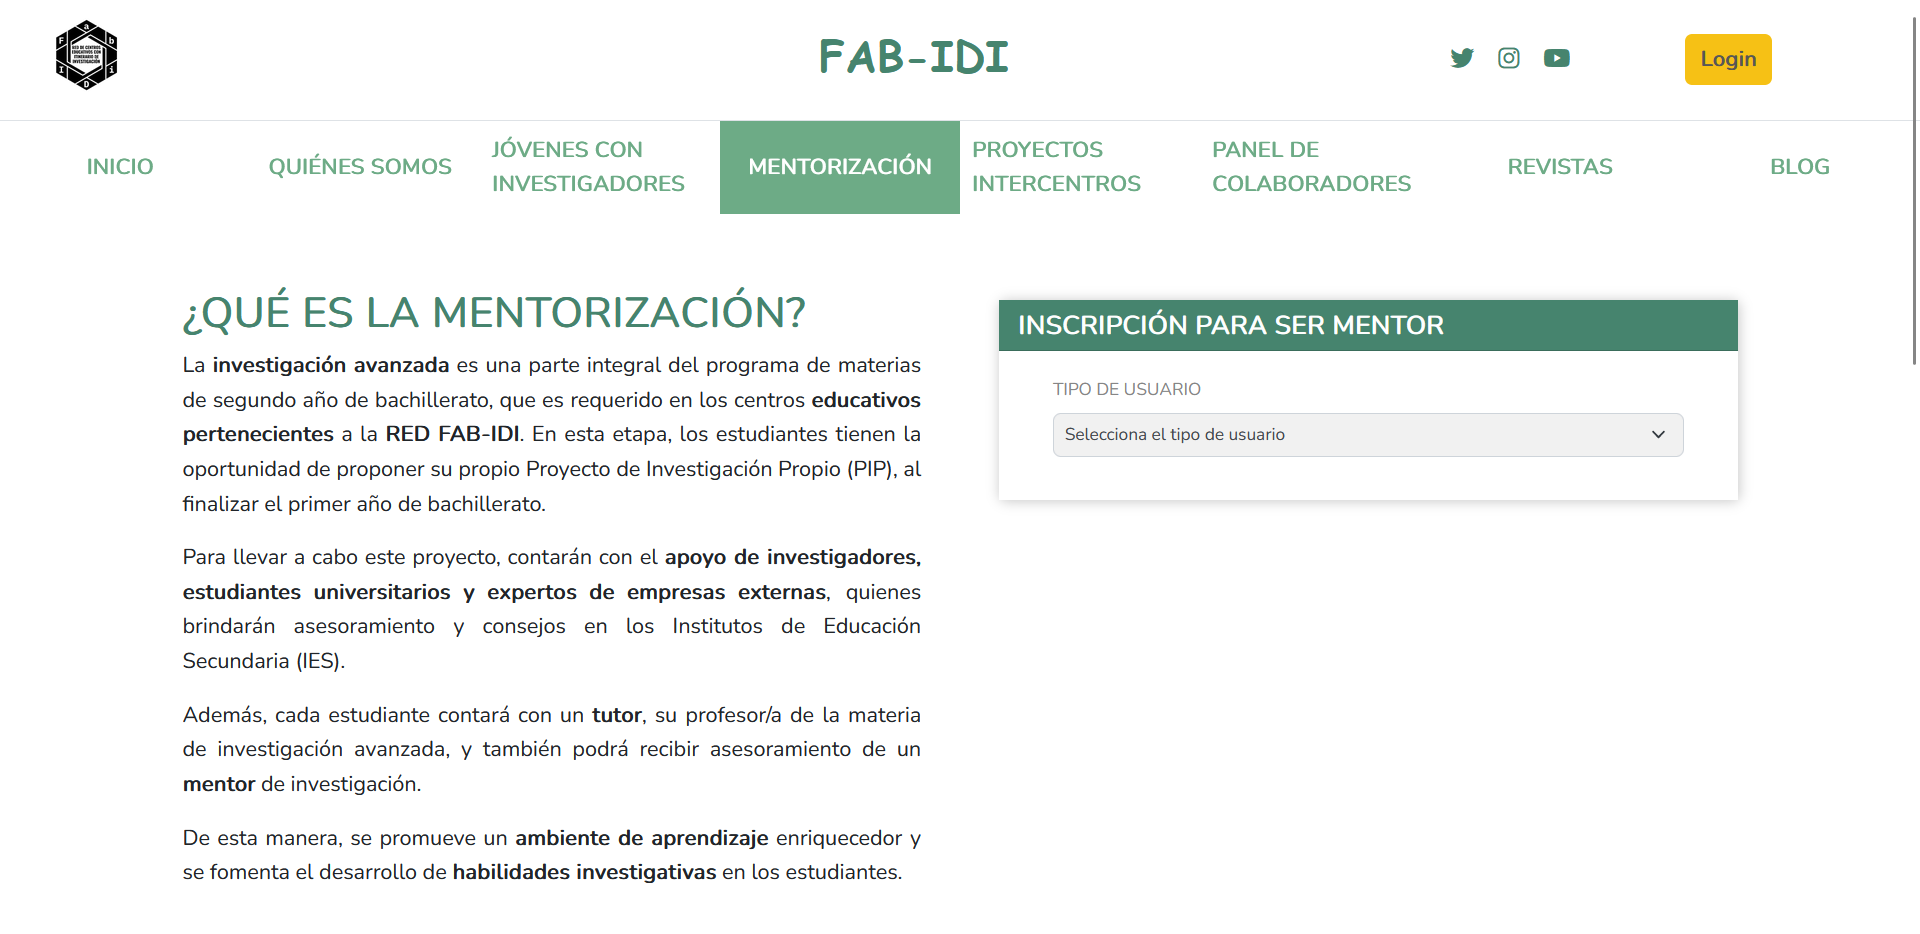 F a b
RED DE CENTROS
EDUCATIVOS CON
ITINERARIO DE
INVESTIGACIÓN
I D i
FAB-IDI
Login
INICIO
QUIÉNES SOMOS
JÓVENES CON
INVESTIGADORES
MENTORIZACIÓN
PROYECTOS
INTERCENTROS
PANEL DE
COLABORADORES
REVISTAS
BLOG
¿QUÉ ES LA MENTORIZACIÓN?
La investigación avanzada es una parte integral del programa de materias
de segundo año de bachillerato, que es requerido en los centros educativos
pertenecientes a la RED FAB-IDI. En esta etapa, los estudiantes tienen la
oportunidad de proponer su propio Proyecto de Investigación Propio (PIP), al
finalizar el primer año de bachillerato.
Para llevar a cabo este proyecto, contarán con el apoyo de investigadores,
estudiantes universitarios y expertos de empresas externas, quienes
brindarán asesoramiento y consejos en los Institutos de Educación
Secundaria (IES).
Además, cada estudiante contará con un tutor, su profesor/a de la materia
de investigación avanzada, y también podrá recibir asesoramiento de un
mentor de investigación.
De esta manera, se promueve un ambiente de aprendizaje enriquecedor y
se fomenta el desarrollo de habilidades investigativas en los estudiantes.
INSCRIPCIÓN PARA SER MENTOR
TIPO DE USUARIO
Selecciona el tipo de usuario